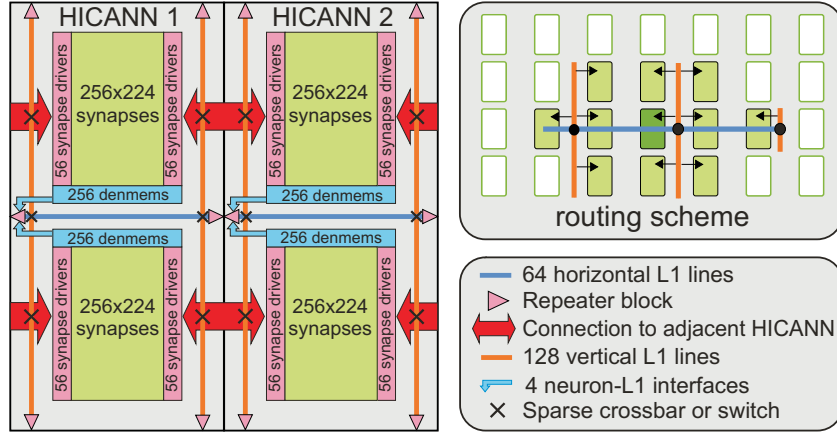 HICANN 1
HICANN 2
56 synapse drivers
256x224
synapses
56 synapse drivers
56 synapse drivers
256x224
synapses
56 synapse drivers
256 denmems
256 denmems
256 denmems
256 denmems
56 synapse drivers
256x224
synapses
56 synapse drivers
56 synapse drivers
256x224
synapses
56 synapse drivers
routing scheme
64 horizontal L1 lines
Repeater block
Connection to adjacent HICANN
128 vertical L1 lines
4 neuron-L1 interfaces
Sparse crossbar or switch